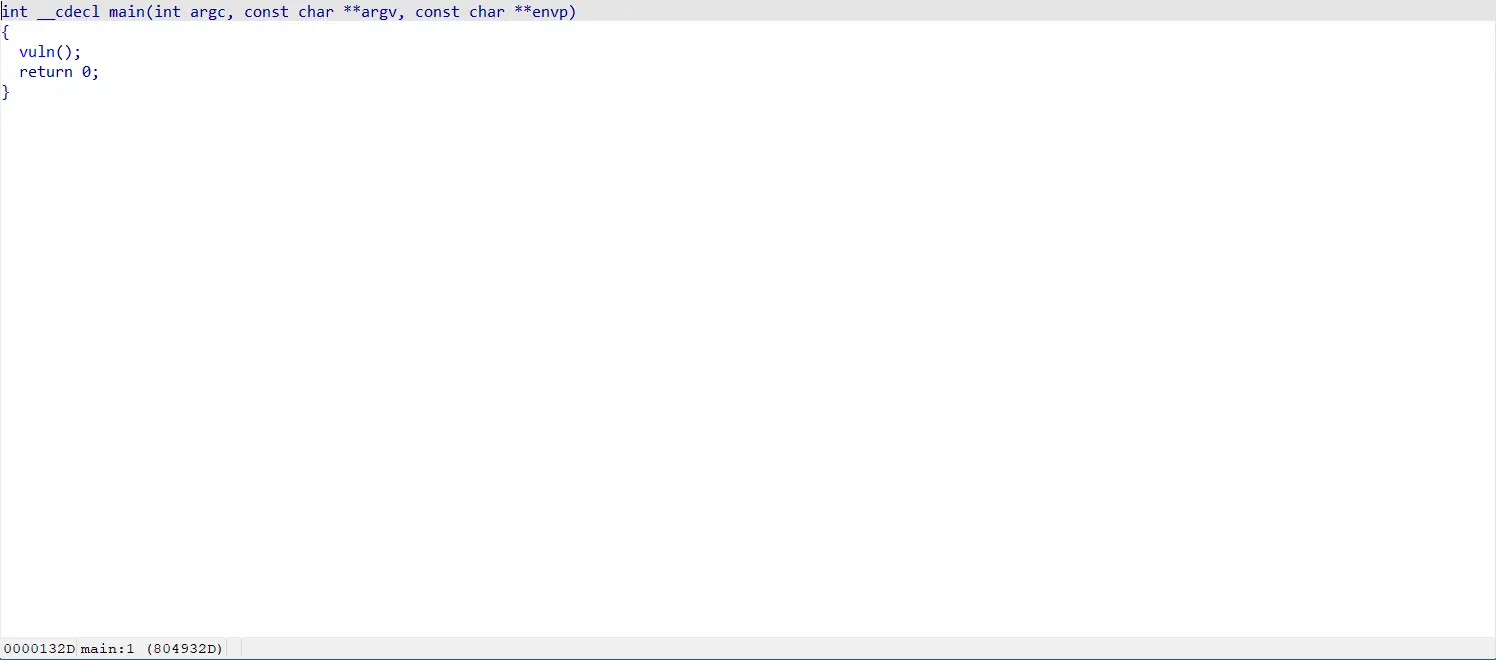 int __cdecl main(int argc, const char **argv, const char **envp)
{
  vuln();
  return 0;
}
0000132D main:1 (804932D)